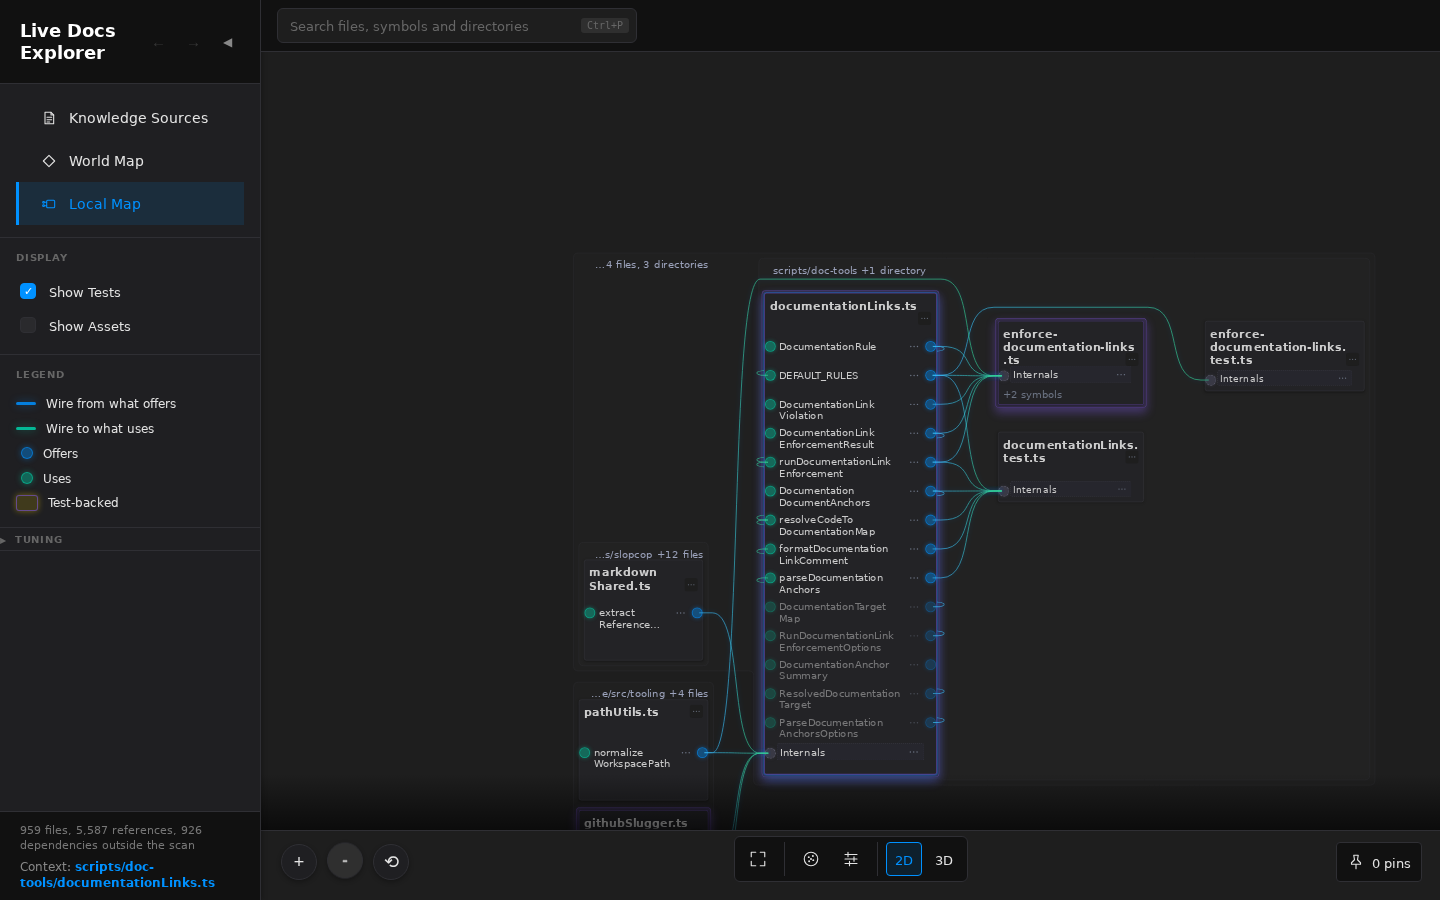 Live Docs
Explorer
← → ◀
Search files, symbols and directories
Ctrl+P
Knowledge Sources
World Map
Local Map
DISPLAY
✓ Show Tests
Show Assets
LEGEND
Wire from what offers
Wire to what uses
Offers
Uses
Test-backed
▶ TUNING
959 files, 5,587 references, 926
dependencies outside the scan
Context: scripts/doc-
tools/documentationLinks.ts
...4 files, 3 directories
...s/slopcop +12 files
markdown
Shared.ts
...
extract
Reference...
...
...e/src/tooling +4 files
pathUtils.ts
...
normalize
WorkspacePath
...
githubSlugger.ts
scripts/doc-tools +1 directory
documentationLinks.ts
...
DocumentationRule ...
DEFAULT_RULES ...
DocumentationLink ...
Violation
DocumentationLink ...
EnforcementResult
runDocumentationLink ...
Enforcement
Documentation ...
DocumentAnchors
resolveCodeTo ...
DocumentationMap
formatDocumentation ...
LinkComment
parseDocumentation ...
Anchors
DocumentationTarget ...
Map
RunDocumentationLink ...
EnforcementOptions
DocumentationAnchor ...
Summary
ResolvedDocumentation ...
Target
ParseDocumentation ...
AnchorsOptions
Internals ...
enforce-
documentation-links
.ts ...
Internals ...
+2 symbols
documentationLinks.
test.ts ...
Internals ...
enforce-
documentation-links.
test.ts ...
Internals ...
+ - ⟲
2D 3D
0 pins